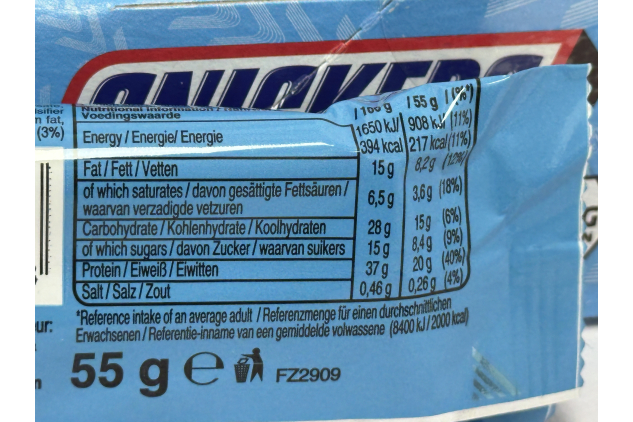 SNICKERS
n fat,
(3%)
Nutritional information /
Voedingswaarde
/100 g /55 g /(%*)
Energy / Energie/ Energie 1650 kJ/ 908 kJ/ (11%)
394 kcal 217 kcal (11%)
Fat / Fett / Vetten 15 g 8,2 g (12%)
of which saturates / davon gesättigte Fettsäuren / 6,5 g 3,6 g (18%)
waarvan verzadigde vetzuren
Carbohydrate / Kohlenhydrate / Koolhydraten 28 g 15 g (6%)
of which sugars / davon Zucker / waarvan suikers 15 g 8,4 g (9%)
Protein / Eiweiß / Eiwitten 37 g 20 g (40%)
Salt / Salz / Zout 0,46 g 0,26 g (4%)
*Reference intake of an average adult / Referenzmenge für einen durchschnittlichen
Erwachsenen / Referentie-inname van een gemiddelde volwassene (8400 kJ / 2000 kcal)
55 g e FZ2909